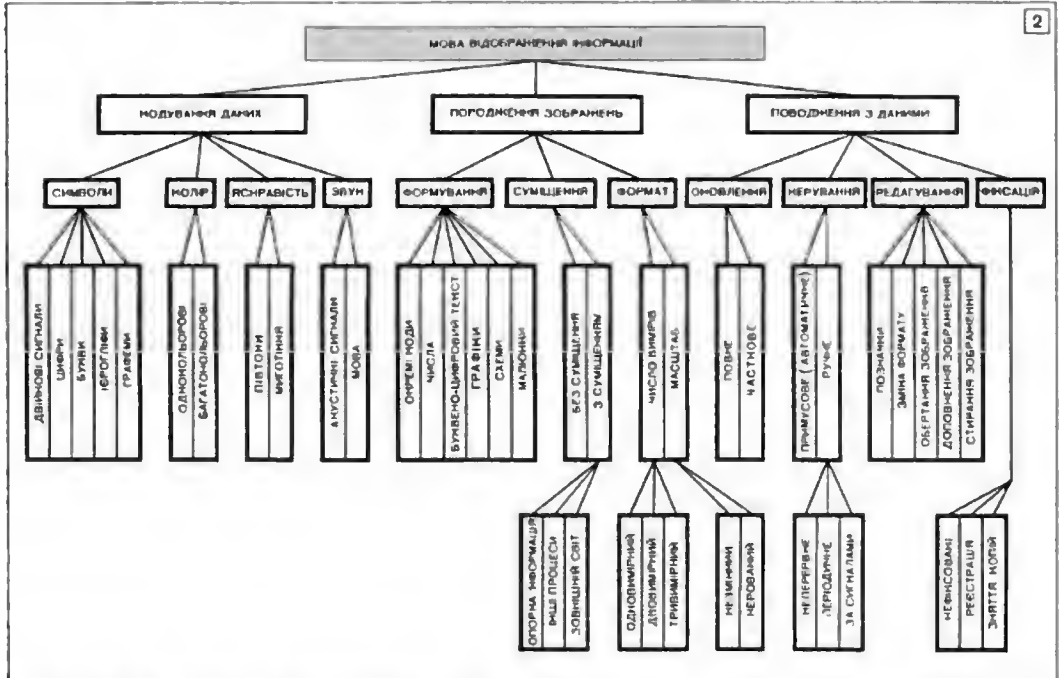 2
МОВА ВІДОБРАЖЕННЯ ІНФОРМАЦІЇ
КОДУВАННЯ ДАНИХ
ПОРОДЖЕННЯ ЗОБРАЖЕНЬ
ПОВОДЖЕННЯ З ДАНИМИ
СИМВОЛИ
КОЛІР
ЯСКРАВІСТЬ
ЗВУК
ФОРМУВАННЯ
СУМІЩЕННЯ
ФОРМАТ
ОНОВЛЕННЯ
КЕРУВАННЯ
РЕДАГУВАННЯ
ФІКСАЦІЯ
ДВІЙКОВІ СИГНАЛИ
ЦИФРИ
БУКВИ
ІЄРОГЛІФИ
ГРАФЕМИ
ОДНОКОЛЬОРОВІ
БАГАТОКОЛЬОРОВІ
ПІВТОНИ
МИГОТІННЯ
АКУСТИЧНІ СИГНАЛИ
МОВА
ОКРЕМІ КОДИ
ЧИСЛА
БУКВЕНО-ЦИФРОВИЙ ТЕКСТ
ГРАФІКИ
СХЕМИ
МАЛЮНКИ
БЕЗ СУМІЩЕННЯ
З СУМІЩЕННЯМ
ЧИСЛО ВИМІРІВ
МАСШТАБ
ПОВНЕ
ЧАСТКОВЕ
ПРИМУСОВЕ (АВТОМАТИЧНЕ)
РУЧНЕ
ПОЗНАЧКИ
ЗМІНА ФОРМАТУ
ОБЕРТАННЯ ЗОБРАЖЕННЯ
ДОПОВНЕННЯ ЗОБРАЖЕННЯ
СТИРАННЯ ЗОБРАЖЕННЯ
ОПОРНА ІНФОРМАЦІЯ
ІНШІ ПРОЦЕСИ
ЗОВНІШНІЙ СВІТ
ОДНОВИМІРНИЙ
ДВОВИМІРНИЙ
ТРИВИМІРНИЙ
НЕЗМІННИЙ
КЕРОВАНИЙ
НЕПЕРЕРВНЕ
ПЕРІОДИЧНЕ
ЗА СИГНАЛАМИ
НЕФІКСОВАНІ
РЕЄСТРАЦІЯ
ЗНЯТТЯ КОПІЙ